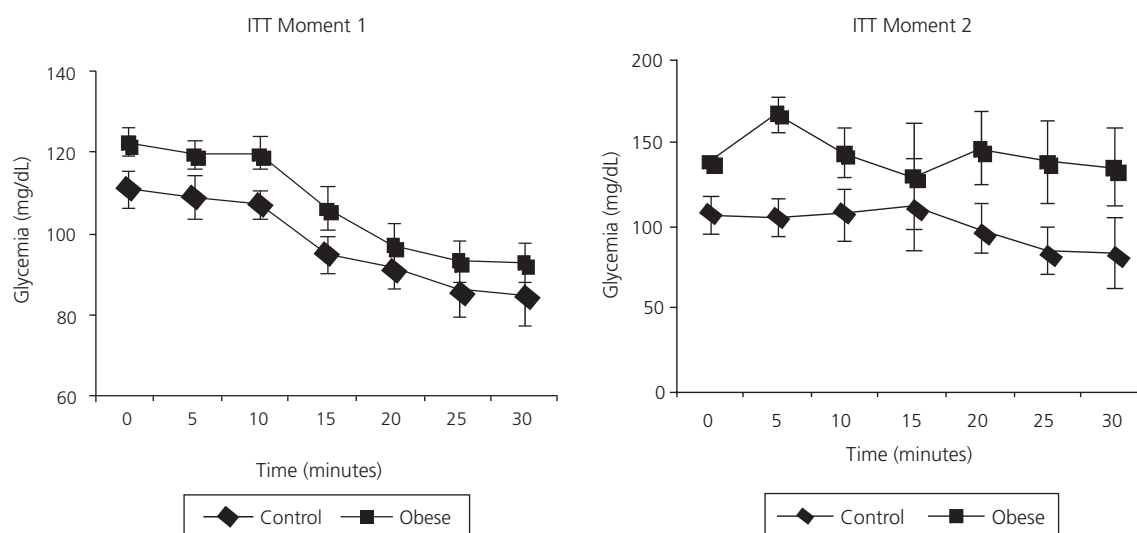 ITT Moment 1
Glycemia (mg/dL)
140
120
100
80
60
0 5 10 15 20 25 30
Time (minutes)
Control Obese
ITT Moment 2
Glycemia (mg/dL)
200
150
100
50
0
0 5 10 15 20 25 30
Time (minutes)
Control Obese